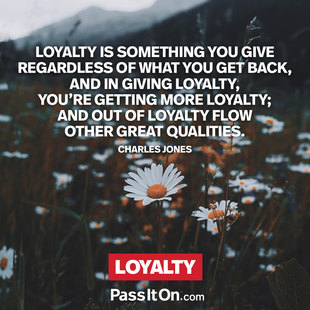 LOYALTY IS SOMETHING YOU GIVE
REGARDLESS OF WHAT YOU GET BACK,
AND IN GIVING LOYALTY,
YOU'RE GETTING MORE LOYALTY;
AND OUT OF LOYALTY FLOW
OTHER GREAT QUALITIES.
CHARLES JONES
LOYALTY
PassItOn.com